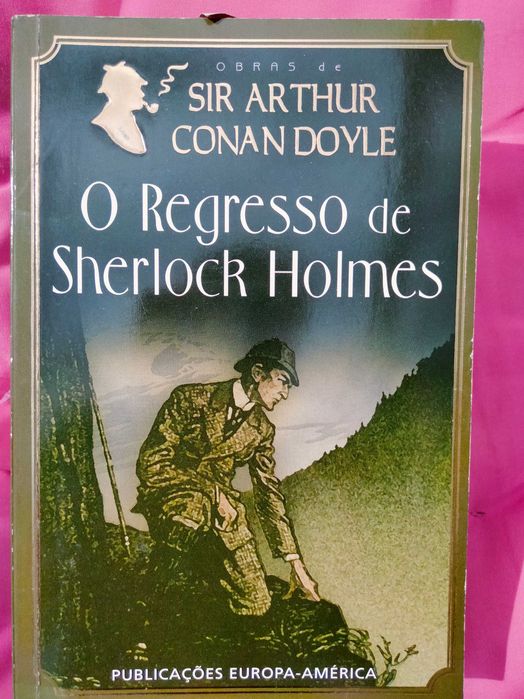 OBRAS de
SIR ARTHUR
CONAN DOYLE
O Regresso de
Sherlock Holmes
PUBLICAÇÕES EUROPA-AMÉRICA